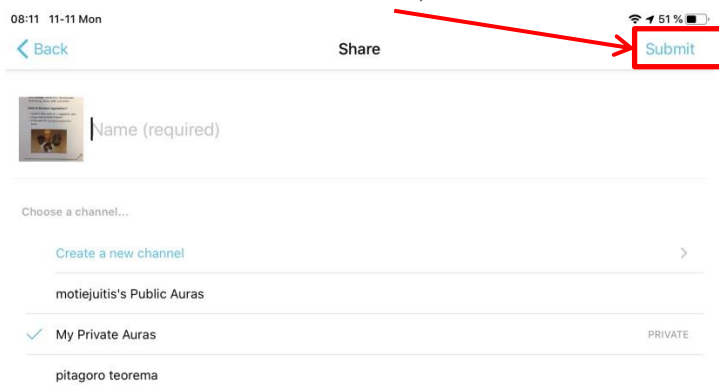 08:11 11-11 Mon 51 %
Back Share Submit
Name (required)
Choose a channel...
Create a new channel
motiejuitis's Public Auras
My Private Auras PRIVATE
pitagoro teorema